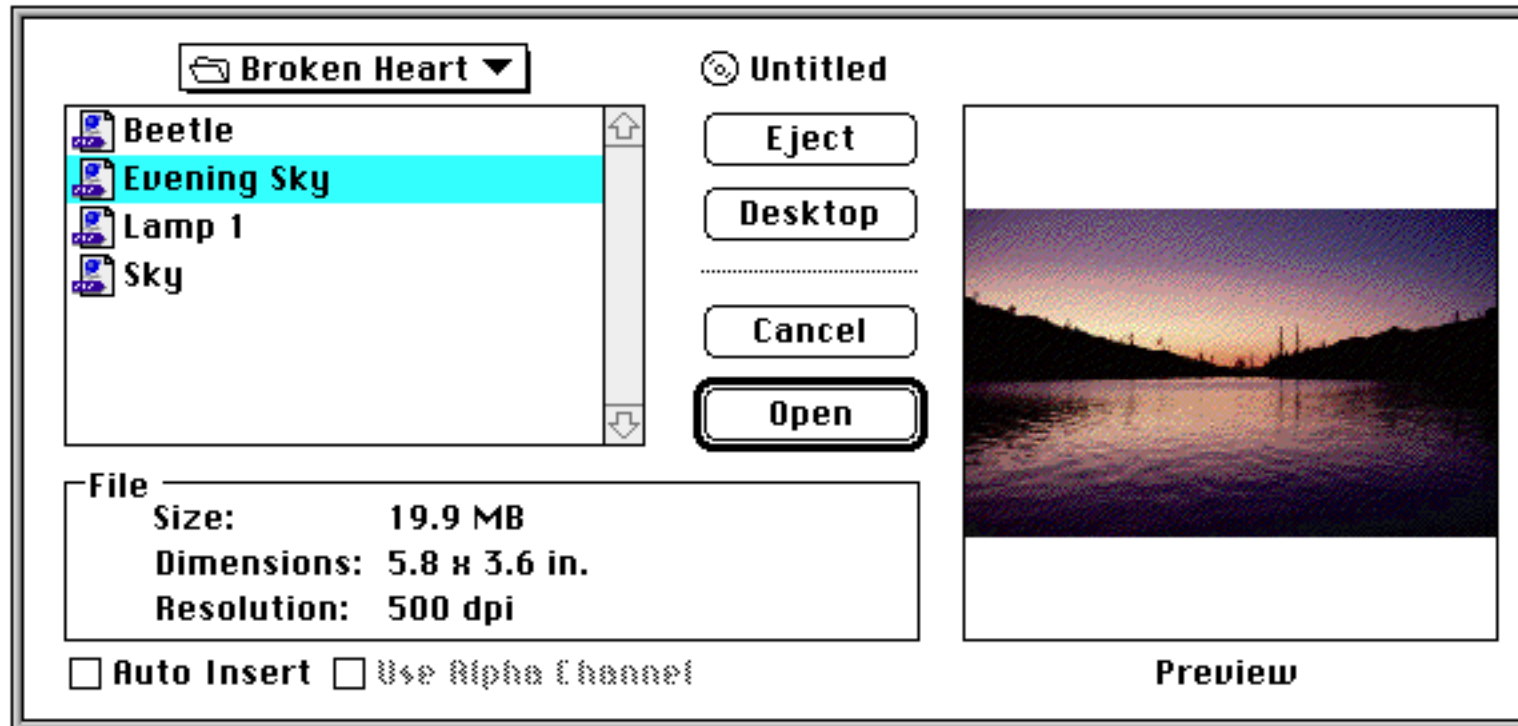 Broken Heart
Untitled
Beetle
Evening Sky
Lamp 1
Sky
Eject
Desktop
Cancel
Open
File
Size: 19.9 MB
Dimensions: 5.8 x 3.6 in.
Resolution: 500 dpi
Auto Insert
Use Alpha Channel
Preview